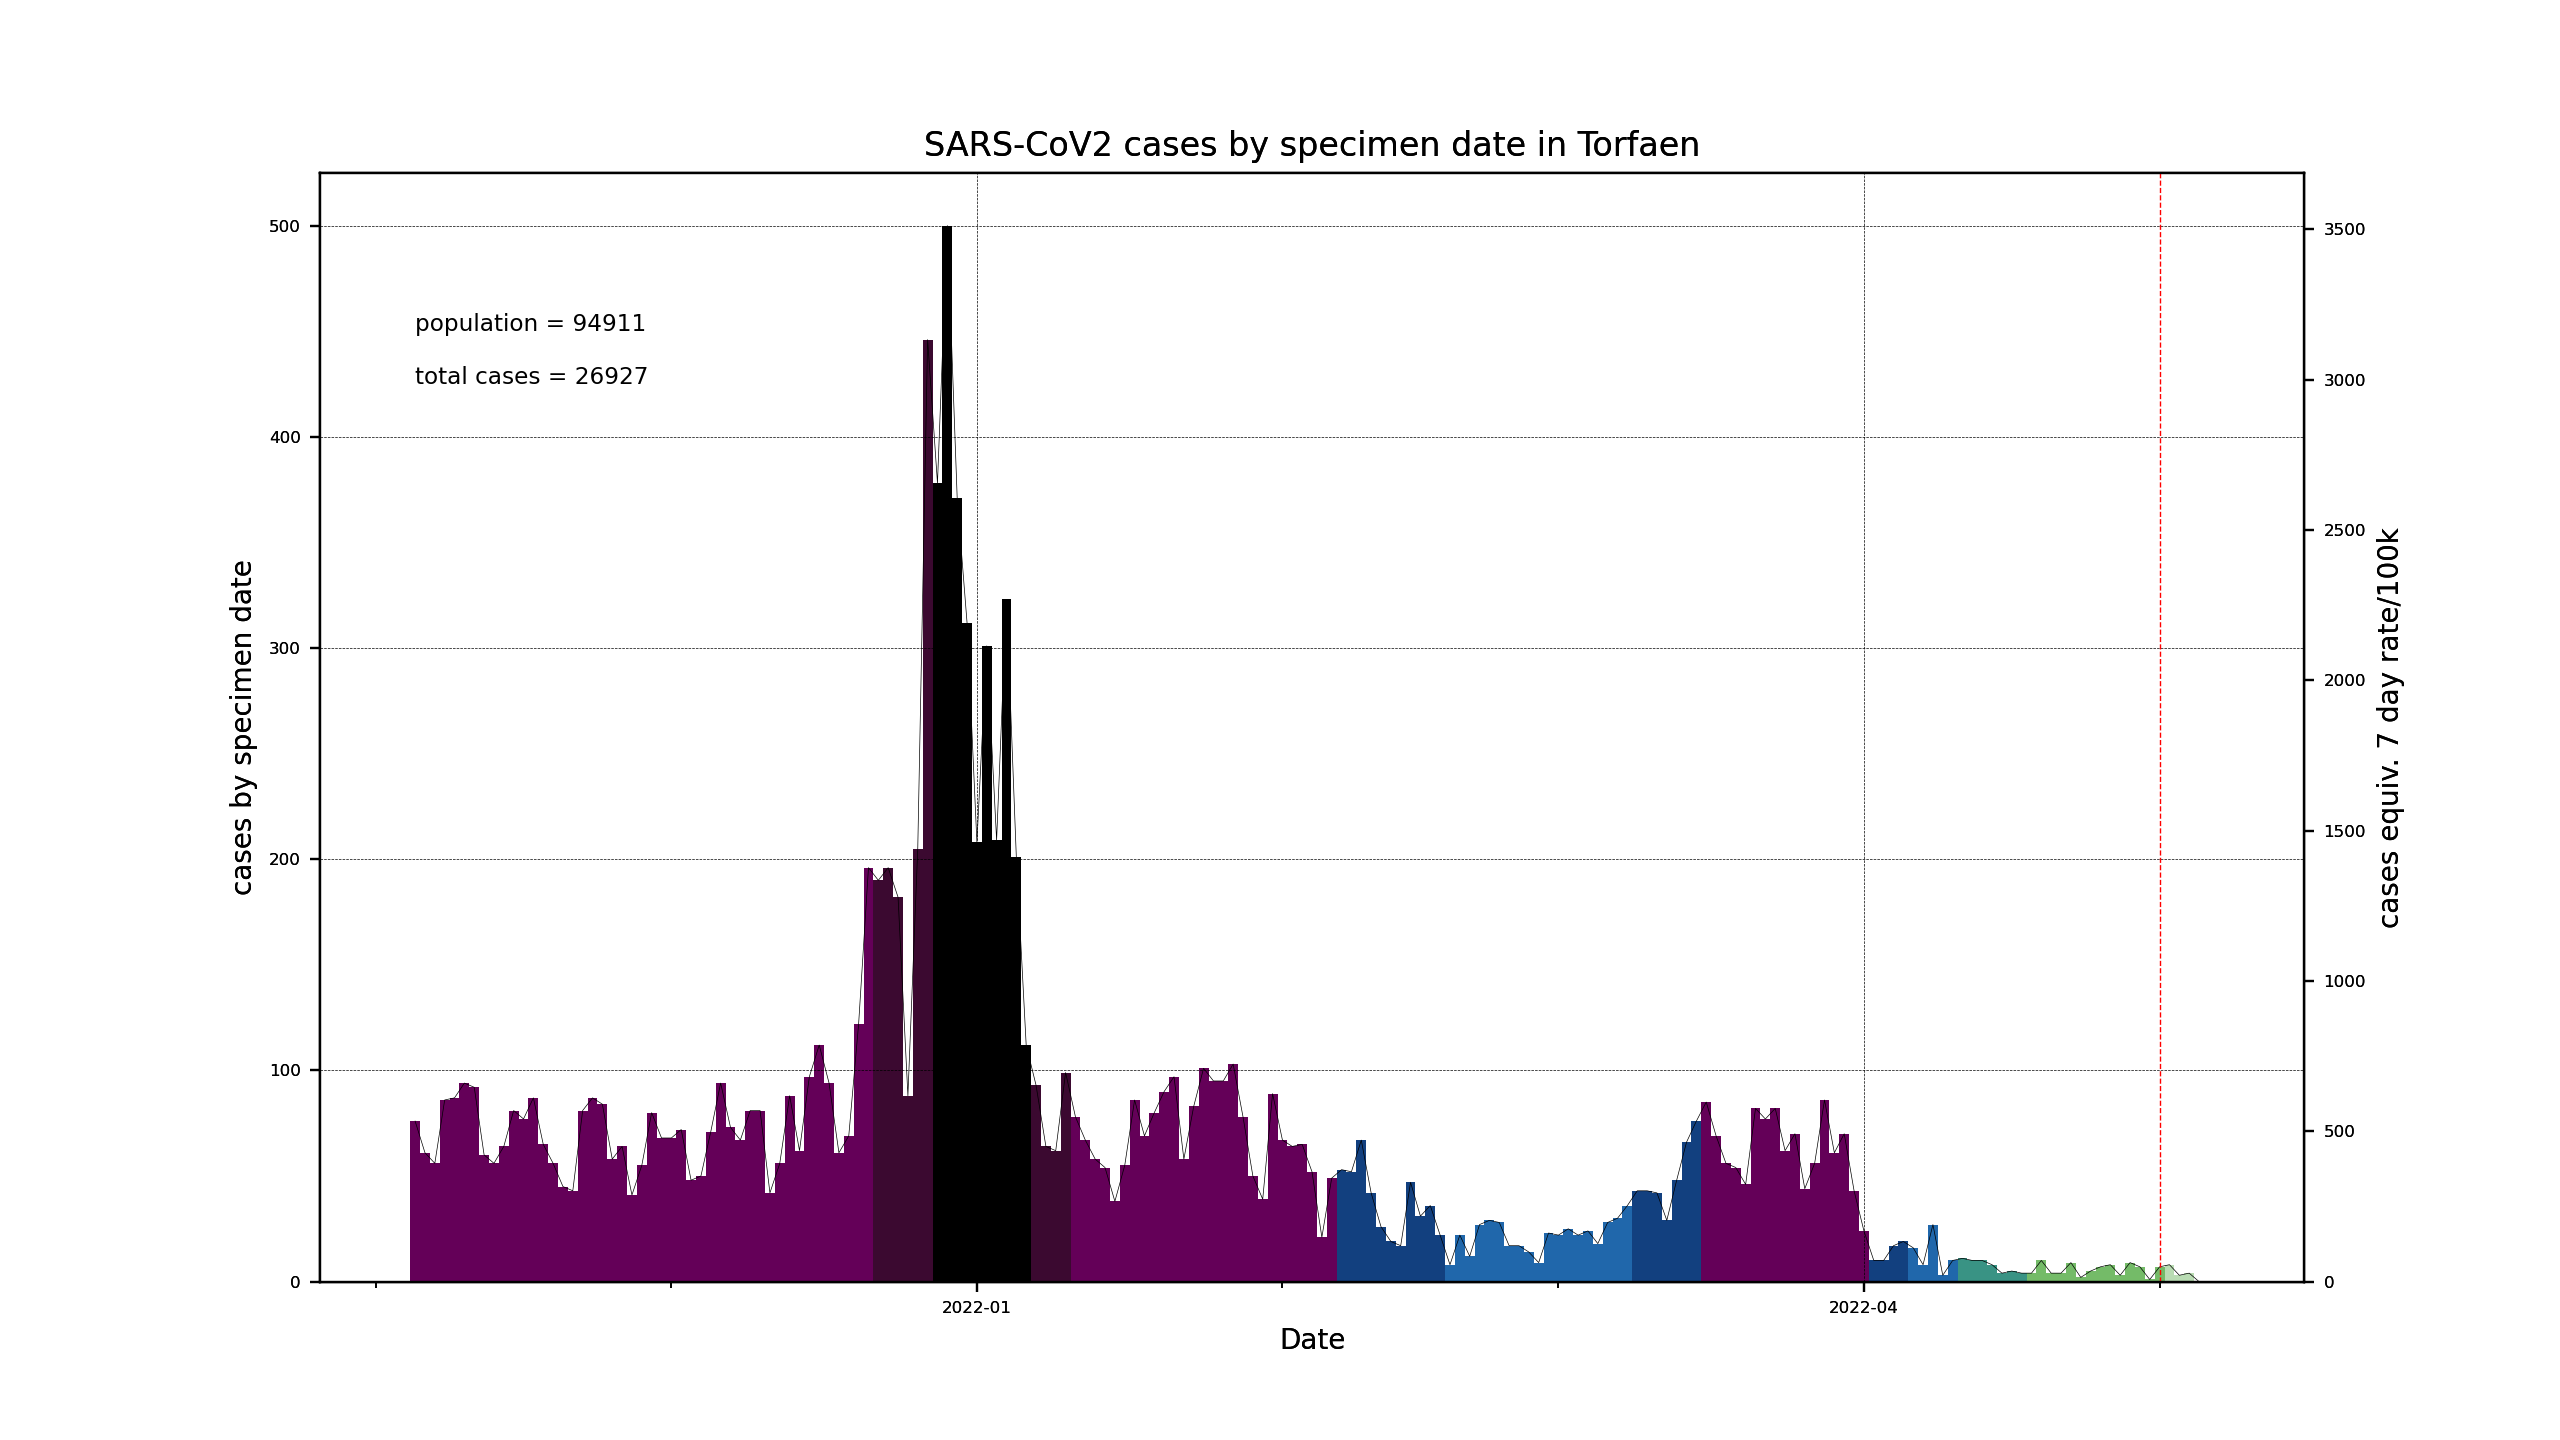 SARS-CoV2 cases by specimen date in Torfaen
population = 94911
total cases = 26927
cases by specimen date
500
400
300
200
100
0
3500
3000
2500
2000
1500
1000
500
0
cases equiv. 7 day rate/100k
2022-01
2022-04
Date